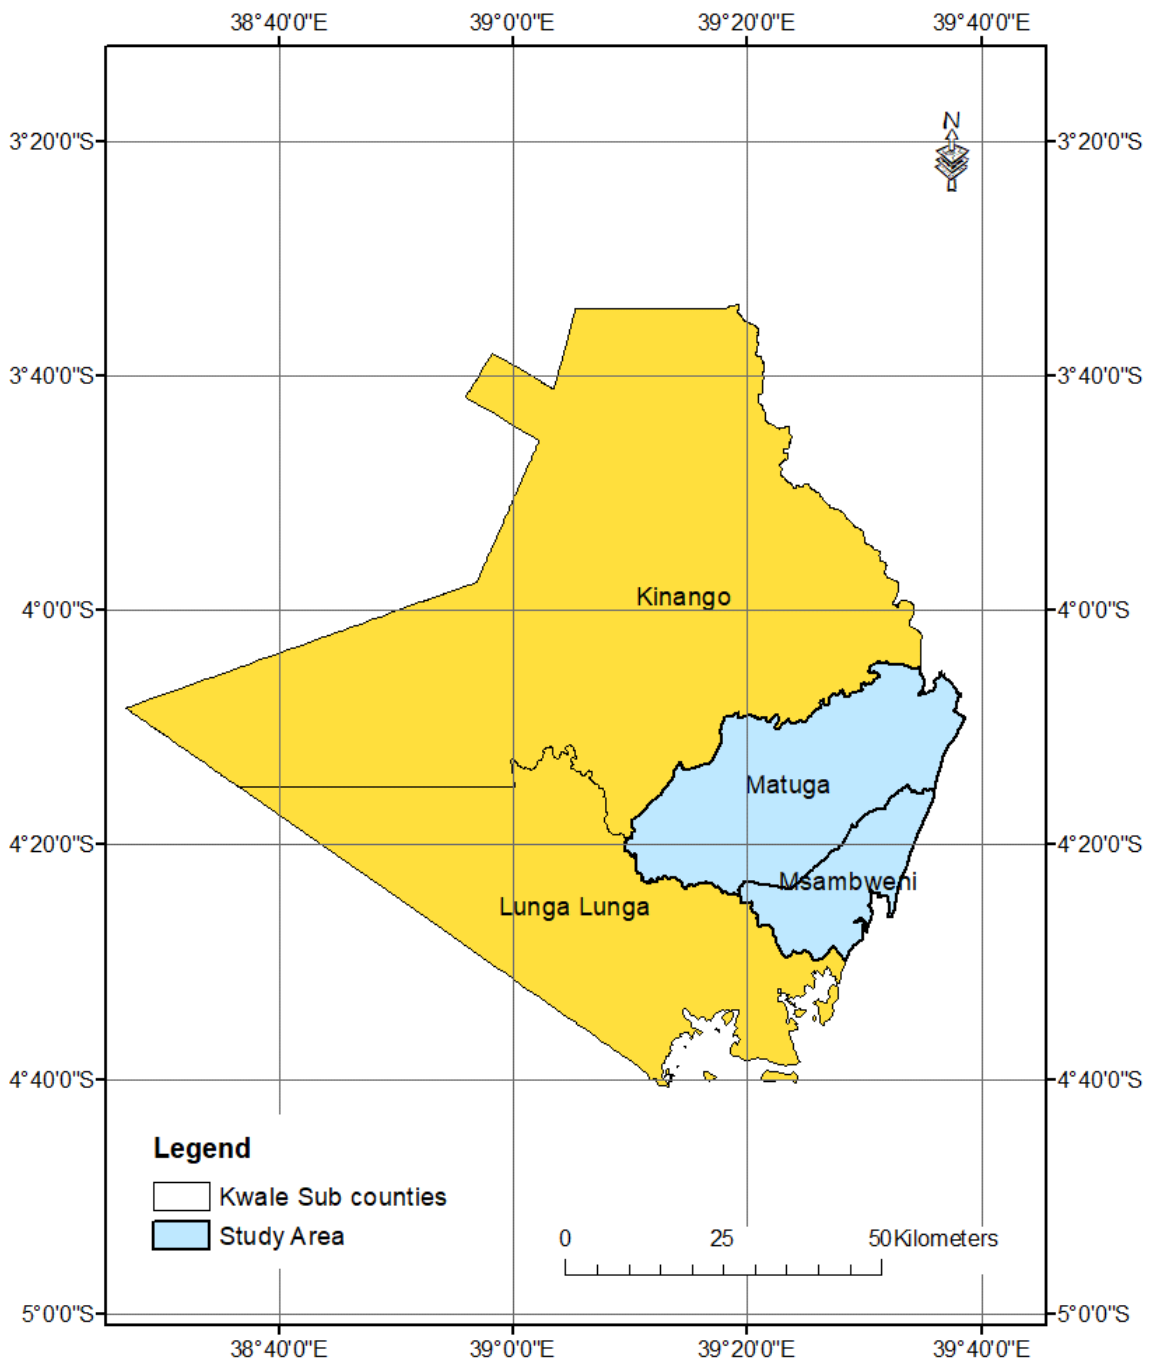 38°40'0"E 39°0'0"E 39°20'0"E 39°40'0"E
N
3°20'0"S 3°20'0"S
3°40'0"S 3°40'0"S
Kinango
4°0'0"S 4°0'0"S
Matuga
4°20'0"S 4°20'0"S
Msambweni
Lunga Lunga
4°40'0"S 4°40'0"S
Legend
Kwale Sub counties
Study Area
0 25 50Kilometers
5°0'0"S 5°0'0"S
38°40'0"E 39°0'0"E 39°20'0"E 39°40'0"E